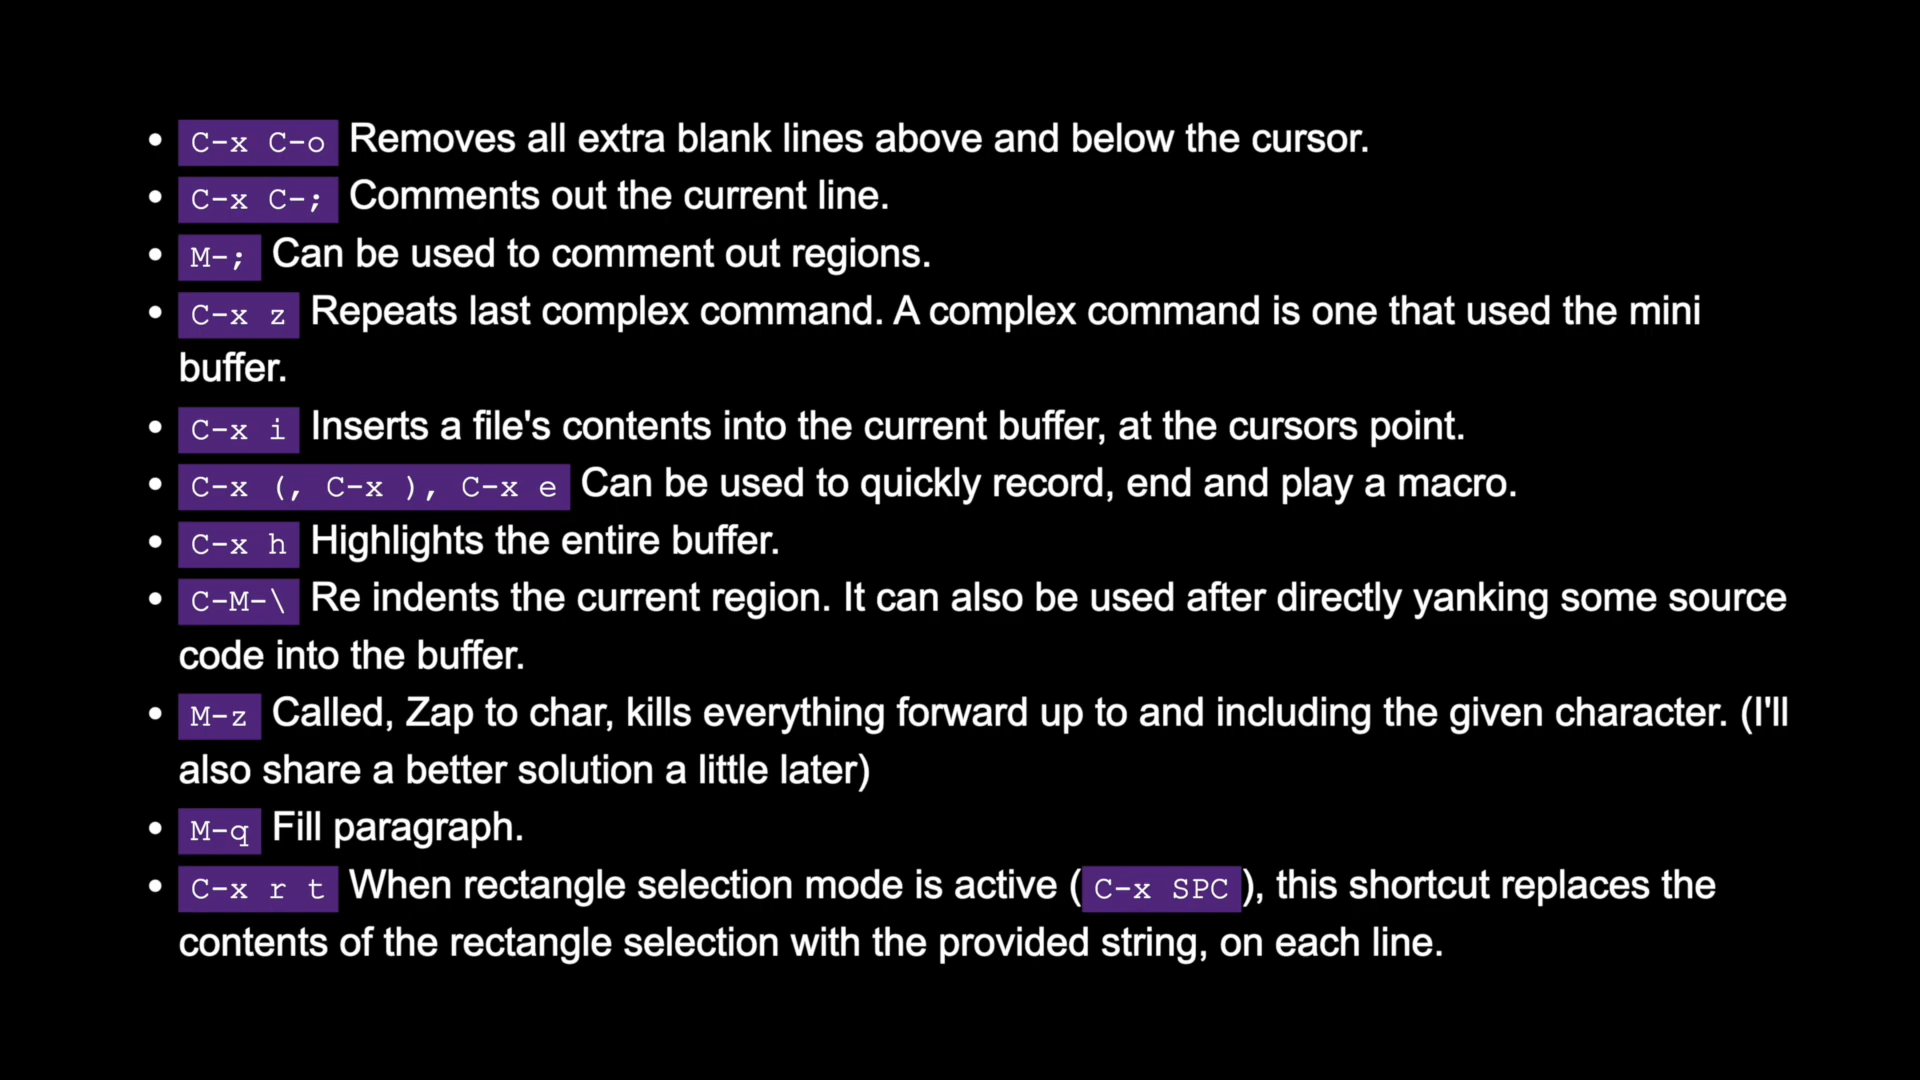 C-x C-o Removes all extra blank lines above and below the cursor.
C-x C-; Comments out the current line.
M-; Can be used to comment out regions.
C-x z Repeats last complex command. A complex command is one that used the mini
buffer.
C-x i Inserts a file's contents into the current buffer, at the cursors point.
C-x (, C-x ), C-x e Can be used to quickly record, end and play a macro.
C-x h Highlights the entire buffer.
C-M-\ Re indents the current region. It can also be used after directly yanking some source
code into the buffer.
M-z Called, Zap to char, kills everything forward up to and including the given character. (I'll
also share a better solution a little later)
M-q Fill paragraph.
C-x r t When rectangle selection mode is active (C-x SPC), this shortcut replaces the
contents of the rectangle selection with the provided string, on each line.